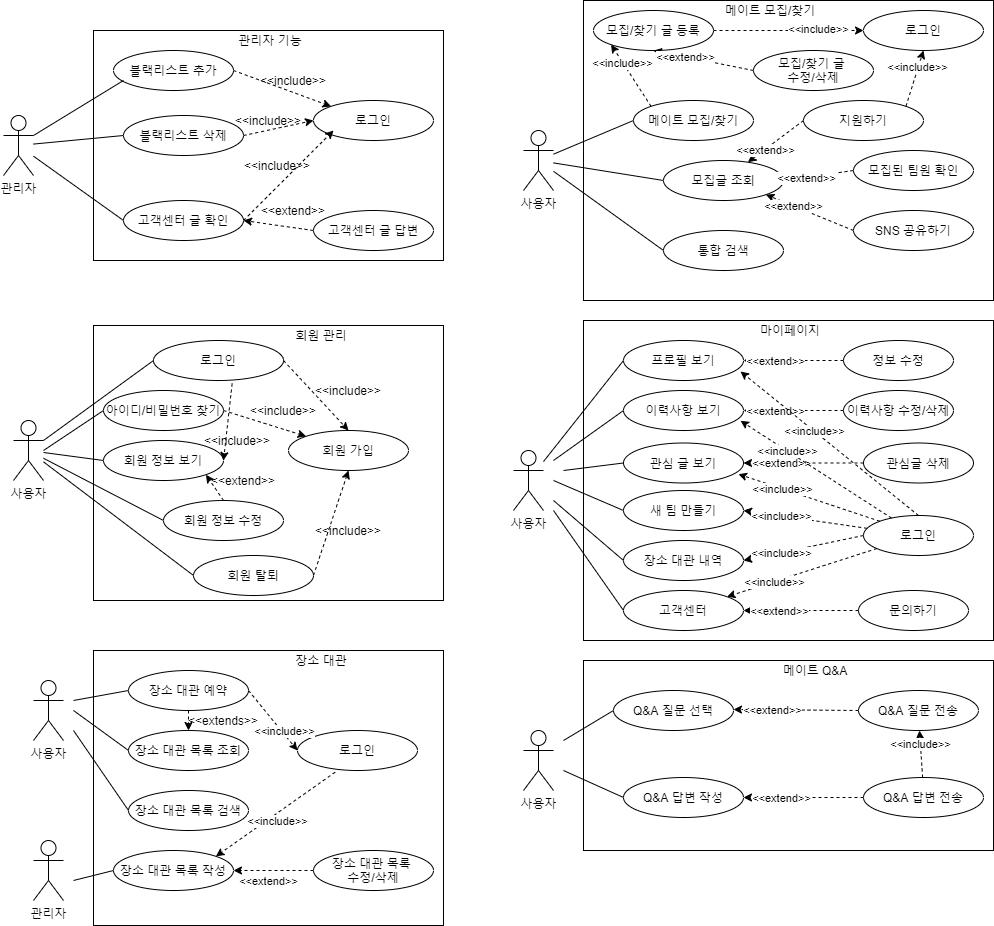 관리자 기능
블랙리스트 추가
<<include>>
블랙리스트 삭제
<<include>>
로그인
<<include>>
관리자
고객센터 글 확인
<<extend>>
고객센터 글 답변
메이트 모집/찾기
모집/찾기 글 등록
<<include>>
로그인
<<extend>>
<<include>>
모집/찾기 글
수정/삭제
<<include>>
메이트 모집/찾기
지원하기
<<extend>>
모집글 조회
<<extend>>
모집된 팀원 확인
사용자
<<extend>>
SNS 공유하기
통합 검색
회원 관리
로그인
<<include>>
아이디/비밀번호 찾기
<<include>>
<<include>>
회원 가입
회원 정보 보기
<<extend>>
사용자
회원 정보 수정
<<include>>
회원 탈퇴
마이페이지
프로필 보기
<<extend>>
정보 수정
이력사항 보기
<<extend>>
이력사항 수정/삭제
<<include>>
<<include>>
관심 글 보기
<<extend>>
관심글 삭제
<<include>>
새 팀 만들기
<<include>>
사용자
로그인
장소 대관 내역
<<include>>
<<include>>
고객센터
<<extend>>
문의하기
장소 대관
장소 대관 예약
<<extends>>
<<include>>
사용자
장소 대관 목록 조회
로그인
장소 대관 목록 검색
<<include>>
장소 대관 목록 작성
<<extend>>
장소 대관 목록
수정/삭제
관리자
메이트 Q&A
Q&A 질문 선택
<<extend>>
Q&A 질문 전송
<<include>>
사용자
Q&A 답변 작성
<<extend>>
Q&A 답변 전송